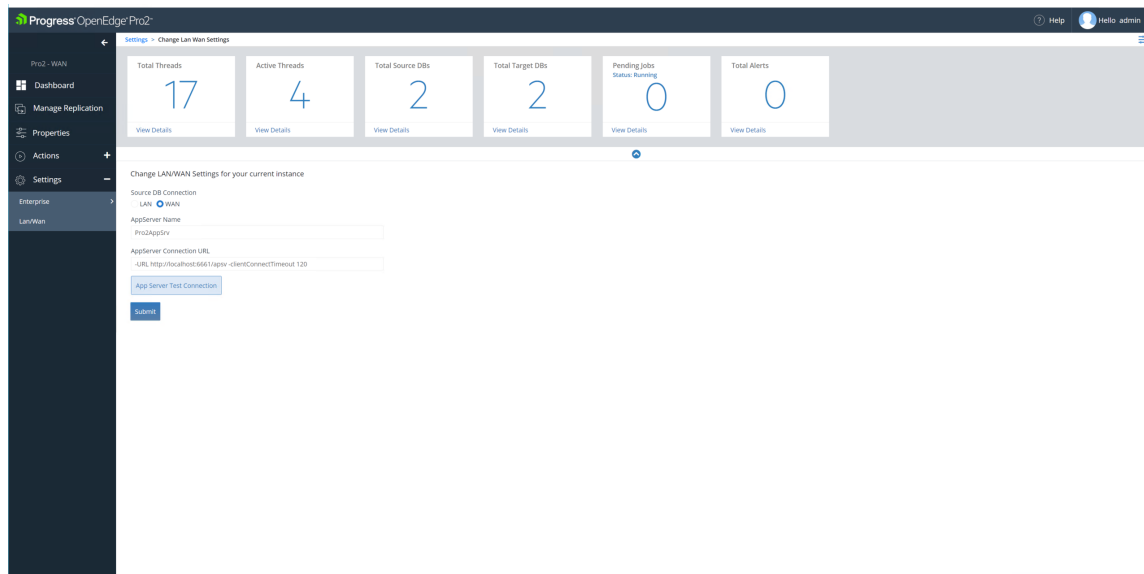 Progress® OpenEdge® Pro2™
Help
Hello admin
Pro2 - WAN
Dashboard
Manage Replication
Properties
Actions +
Settings −
Enterprise >
Lan/Wan
Settings > Change Lan Wan Settings
Total Threads
17
View Details
Active Threads
4
View Details
Total Source DBs
2
View Details
Total Target DBs
2
View Details
Pending Jobs
Status: Running
0
View Details
Total Alerts
0
View Details
Change LAN/WAN Settings for your current instance
Source DB Connection
LAN WAN
AppServer Name
Pro2AppSrv
AppServer Connection URL
-URL http://localhost:6661/apsv -clientConnectTimeout 120
App Server Test Connection
Submit